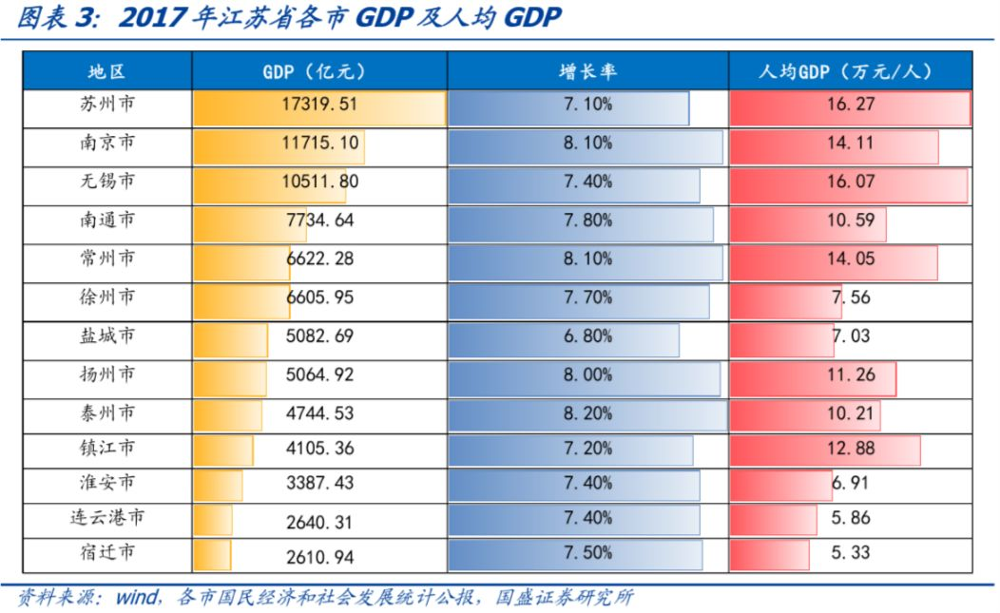 图表 3：2017 年江苏省各市 GDP 及人均 GDP
地区 GDP（亿元） 增长率 人均GDP（万元/人）
苏州市 17319.51 7.10% 16.27
南京市 11715.10 8.10% 14.11
无锡市 10511.80 7.40% 16.07
南通市 7734.64 7.80% 10.59
常州市 6622.28 8.10% 14.05
徐州市 6605.95 7.70% 7.56
盐城市 5082.69 6.80% 7.03
扬州市 5064.92 8.00% 11.26
泰州市 4744.53 8.20% 10.21
镇江市 4105.36 7.20% 12.88
淮安市 3387.43 7.40% 6.91
连云港市 2640.31 7.40% 5.86
宿迁市 2610.94 7.50% 5.33
资料来源：wind，各市国民经济和社会发展统计公报，国盛证券研究所